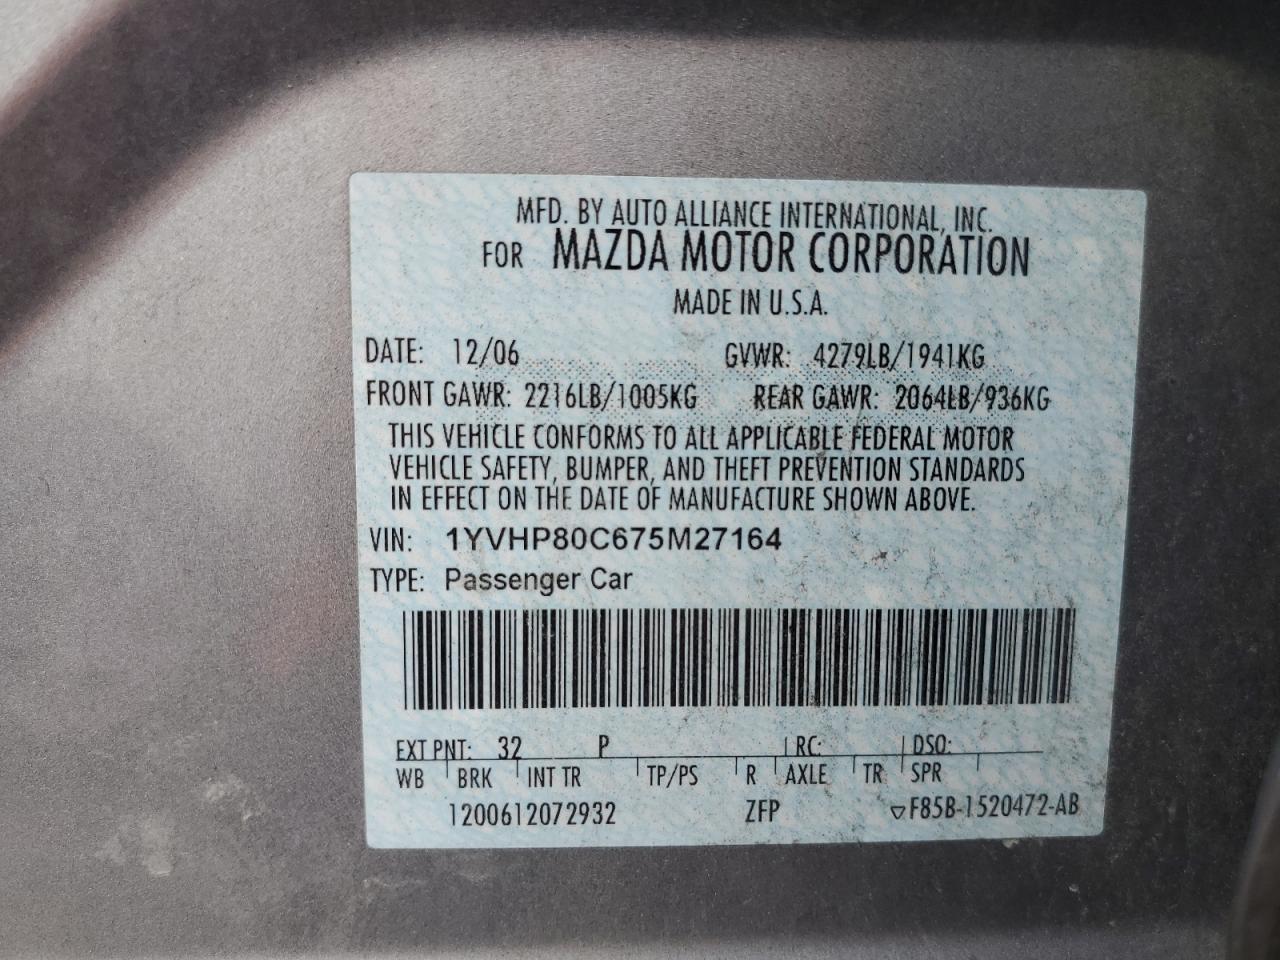 MFD. BY AUTO ALLIANCE INTERNATIONAL, INC.
FOR MAZDA MOTOR CORPORATION
MADE IN U.S.A.
DATE: 12/06 GVWR: 4279LB/1941KG
FRONT GAWR: 2216LB/1005KG REAR GAWR: 2064LB/936KG
THIS VEHICLE CONFORMS TO ALL APPLICABLE FEDERAL MOTOR
VEHICLE SAFETY, BUMPER, AND THEFT PREVENTION STANDARDS
IN EFFECT ON THE DATE OF MANUFACTURE SHOWN ABOVE.
VIN: 1YVHP80C675M27164
TYPE: Passenger Car
EXT PNT: 32 P RC: DSO:
WB BRK INT TR TP/PS R AXLE TR SPR
1200612072932 ZFP ▽F85B-1520472-AB